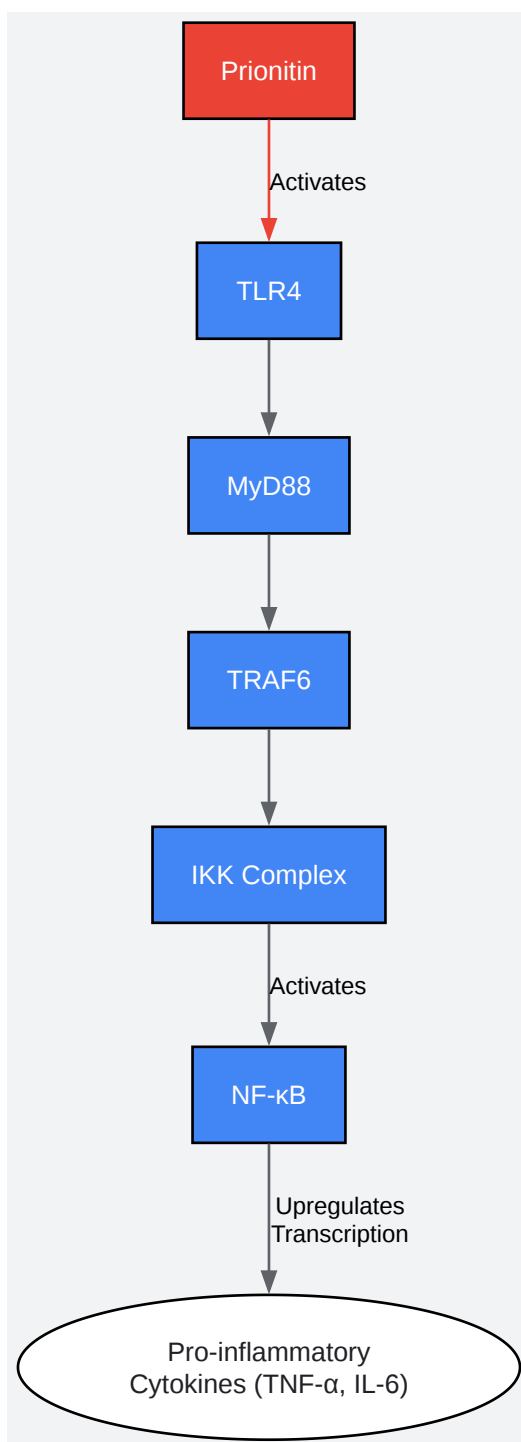 Prionitin
Activates
TLR4
MyD88
TRAF6
IKK Complex
Activates
NF-κB
Upregulates
Transcription
Pro-inflammatory
Cytokines (TNF-α, IL-6)